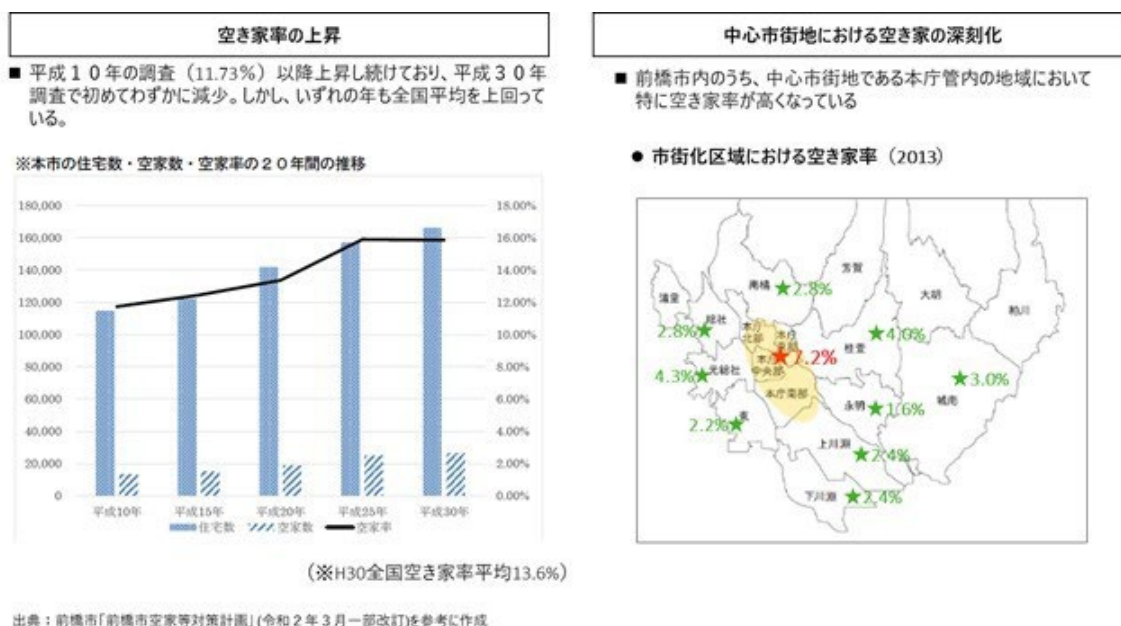 空き家率の上昇
■ 平成１０年の調査（11.73%）以降上昇し続けており、平成３０年
調査で初めてわずかに減少。しかし、いずれの年も全国平均を上回って
いる。
※本市の住宅数・空家数・空家率の２０年間の推移
180,000
160,000
140,000
120,000
100,000
80,000
60,000
40,000
20,000
0
18.00%
16.00%
14.00%
12.00%
10.00%
8.00%
6.00%
4.00%
2.00%
0.00%
平成10年 平成15年 平成20年 平成25年 平成30年
住宅数 空家数 空家率
（※H30全国空き家率平均13.6%）
出典：前橋市「前橋市空家等対策計画」(令和２年３月一部改訂)を参考に作成
中心市街地における空き家の深刻化
■ 前橋市内のうち、中心市街地である本庁管内の地域において
特に空き家率が高くなっている
● 市街化区域における空き家率（2013）
芳賀
南橘
2.8%
大胡
粕川
清里
総社
2.8%
本庁
北部
本庁
東部
4.0%
桂萱
7.2%
本庁
中央部
元総社
4.3%
3.0%
城南
本庁南部
永明
1.6%
東
2.2%
上川淵
2.4%
下川淵
2.4%